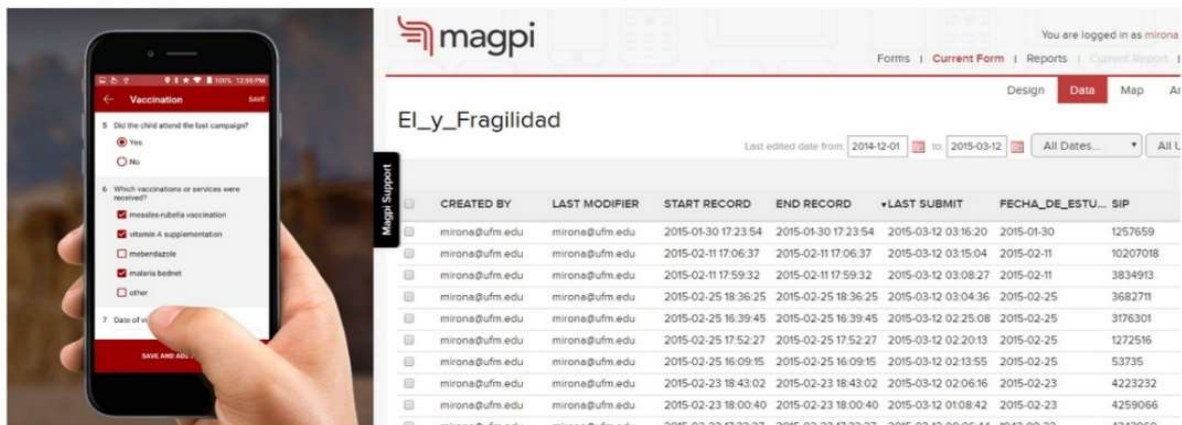 100% 12:56 PM
Vaccination SAVE
5 Did the child attend the last campaign?
Yes
No
6 Which vaccinations or services were
received?
measles-rubella vaccination
vitamin A supplementation
mebendazole
malaria bednet
other
7 Date of
SAVE AND
magpi
You are logged in as mirona
Forms | Current Form | Reports | Current Report |
Design Data Map
El_y_Fragilidad
Last edited date from: 2014-12-01 to: 2015-03-12 All Dates... All
Magpi Support
CREATED BY LAST MODIFIER START RECORD END RECORD ▾LAST SUBMIT FECHA_DE_ESTU... SIP
mirona@ufm.edu mirona@ufm.edu 2015-01-30 17:23:54 2015-01-30 17:23:54 2015-03-12 03:16:20 2015-01-30 1257659
mirona@ufm.edu mirona@ufm.edu 2015-02-11 17:06:37 2015-02-11 17:06:37 2015-03-12 03:15:04 2015-02-11 10207018
mirona@ufm.edu mirona@ufm.edu 2015-02-11 17:59:32 2015-02-11 17:59:32 2015-03-12 03:08:27 2015-02-11 3834913
mirona@ufm.edu mirona@ufm.edu 2015-02-25 18:36:25 2015-02-25 18:36:25 2015-03-12 03:04:36 2015-02-25 3682711
mirona@ufm.edu mirona@ufm.edu 2015-02-25 16:39:45 2015-02-25 16:39:45 2015-03-12 02:25:08 2015-02-25 3176301
mirona@ufm.edu mirona@ufm.edu 2015-02-25 17:52:27 2015-02-25 17:52:27 2015-03-12 02:20:13 2015-02-25 1272516
mirona@ufm.edu mirona@ufm.edu 2015-02-25 16:09:15 2015-02-25 16:09:15 2015-03-12 02:13:55 2015-02-25 53735
mirona@ufm.edu mirona@ufm.edu 2015-02-23 18:43:02 2015-02-23 18:43:02 2015-03-12 02:06:16 2015-02-23 4223232
mirona@ufm.edu mirona@ufm.edu 2015-02-23 18:00:40 2015-02-23 18:00:40 2015-03-12 01:08:42 2015-02-23 4259066